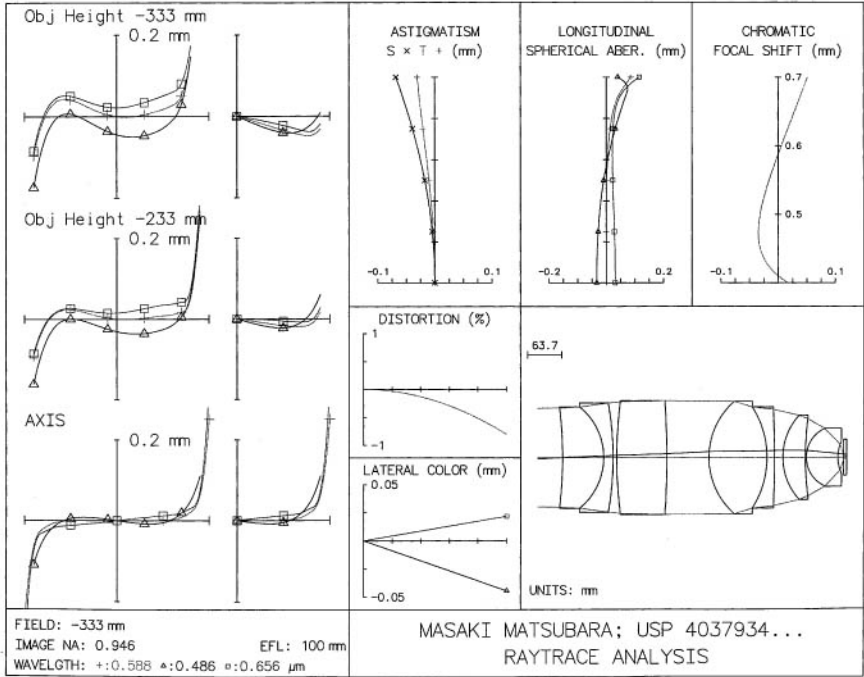 Obj Height -333 mm
0.2 mm
Obj Height -233 mm
0.2 mm
AXIS
0.2 mm
ASTIGMATISM
S × T + (mm)
-0.1
0.1
LONGITUDINAL
SPHERICAL ABER. (mm)
-0.2
0.2
CHROMATIC
FOCAL SHIFT (mm)
0.7
0.6
0.5
-0.1
0.1
DISTORTION (%)
1
-1
LATERAL COLOR (mm)
0.05
-0.05
63.7
UNITS: mm
FIELD: -333 mm
IMAGE NA: 0.946 EFL: 100 mm
WAVELGTH: +:0.588 ▵:0.486 □:0.656 µm
MASAKI MATSUBARA; USP 4037934...
RAYTRACE ANALYSIS